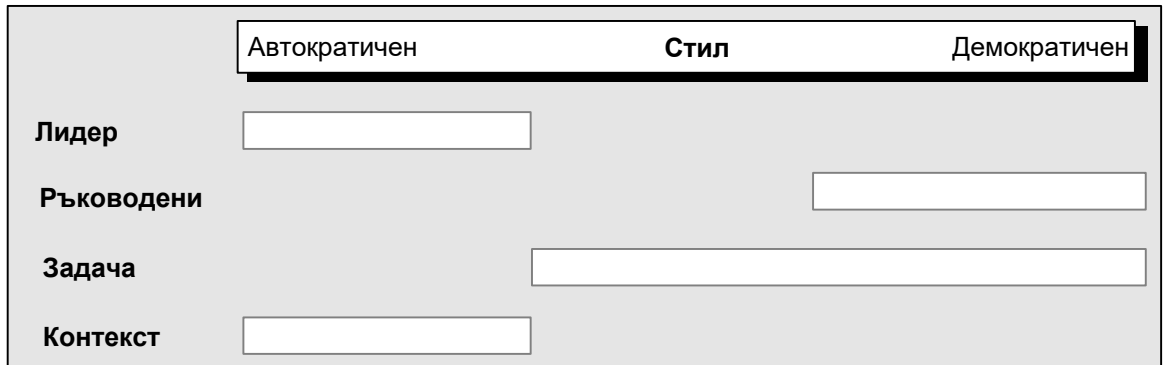 Автократичен Стил Демократичен
Лидер
Ръководени
Задача
Контекст